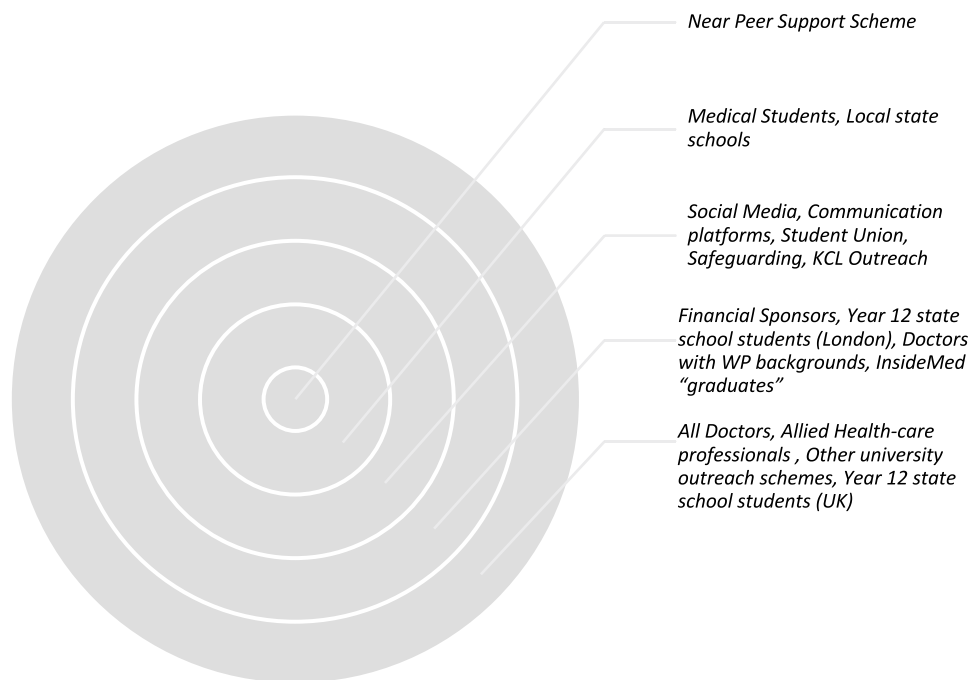 Near Peer Support Scheme
Medical Students, Local state
schools
Social Media, Communication
platforms, Student Union,
Safeguarding, KCL Outreach
Financial Sponsors, Year 12 state
school students (London), Doctors
with WP backgrounds, InsideMed
“graduates”
All Doctors, Allied Health-care
professionals , Other university
outreach schemes, Year 12 state
school students (UK)